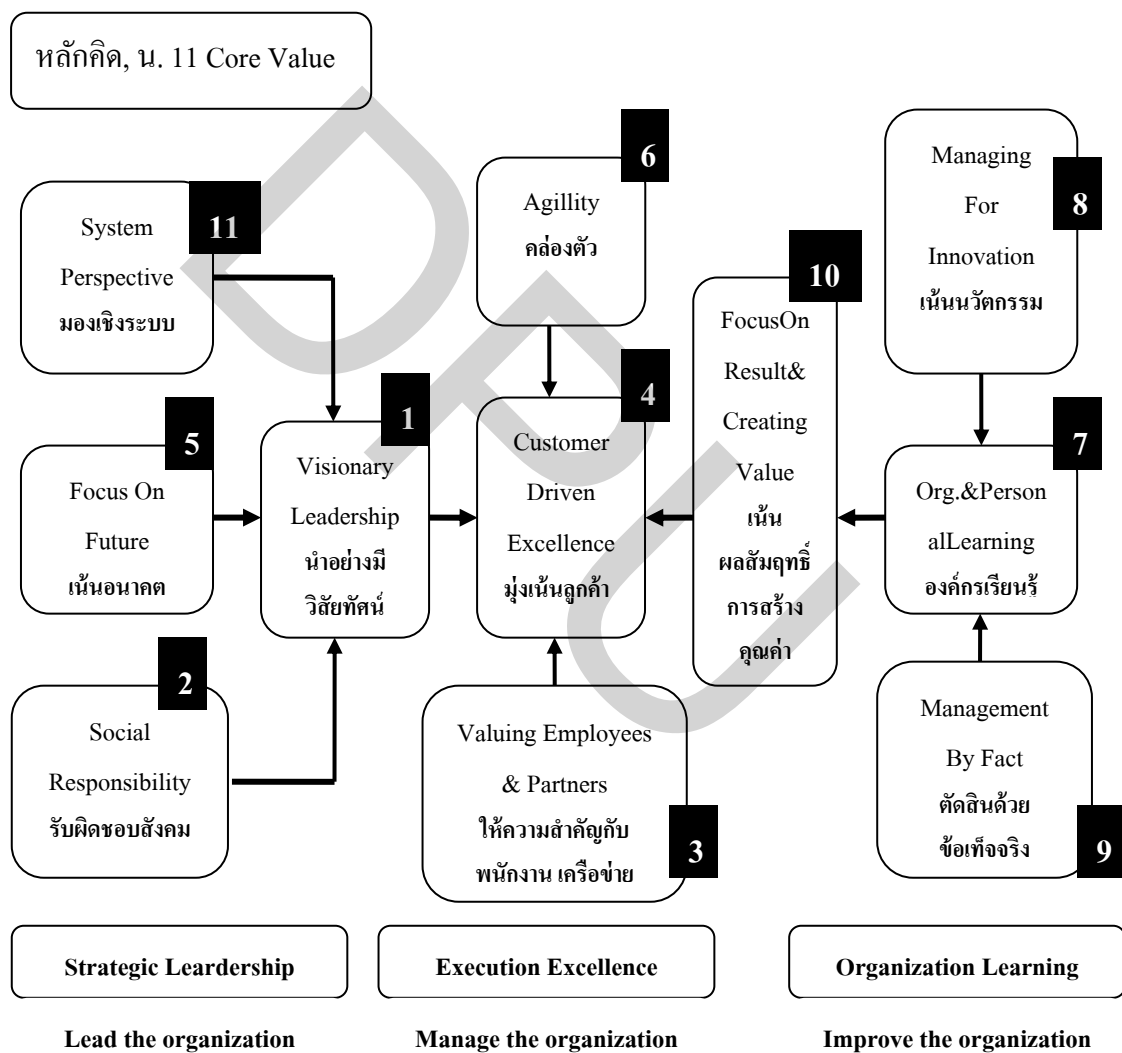 หลักคิด, น. 11 Core Value
6
Agillity
คล่องตัว
8
Managing
For
Innovation
เน้นนวัตกรรม
11
System
Perspective
มองเชิงระบบ
10
FocusOn
Result&
Creating
Value
เน้น
ผลสัมฤทธิ์
การสร้าง
คุณค่า
5
Focus On
Future
เน้นอนาคต
1
Visionary
Leadership
นำอย่างมี
วิสัยทัศน์
4
Customer
Driven
Excellence
มุ่งเน้นลูกค้า
7
Org.&Person
alLearning
องค์กรเรียนรู้
2
Social
Responsibility
รับผิดชอบสังคม
Valuing Employees
& Partners
ให้ความสำคัญกับ
พนักงาน เครือข่าย
3
Management
By Fact
ตัดสินด้วย
ข้อเท็จจริง
9
Strategic Leardership
Execution Excellence
Organization Learning
Lead the organization
Manage the organization
Improve the organization
DPU